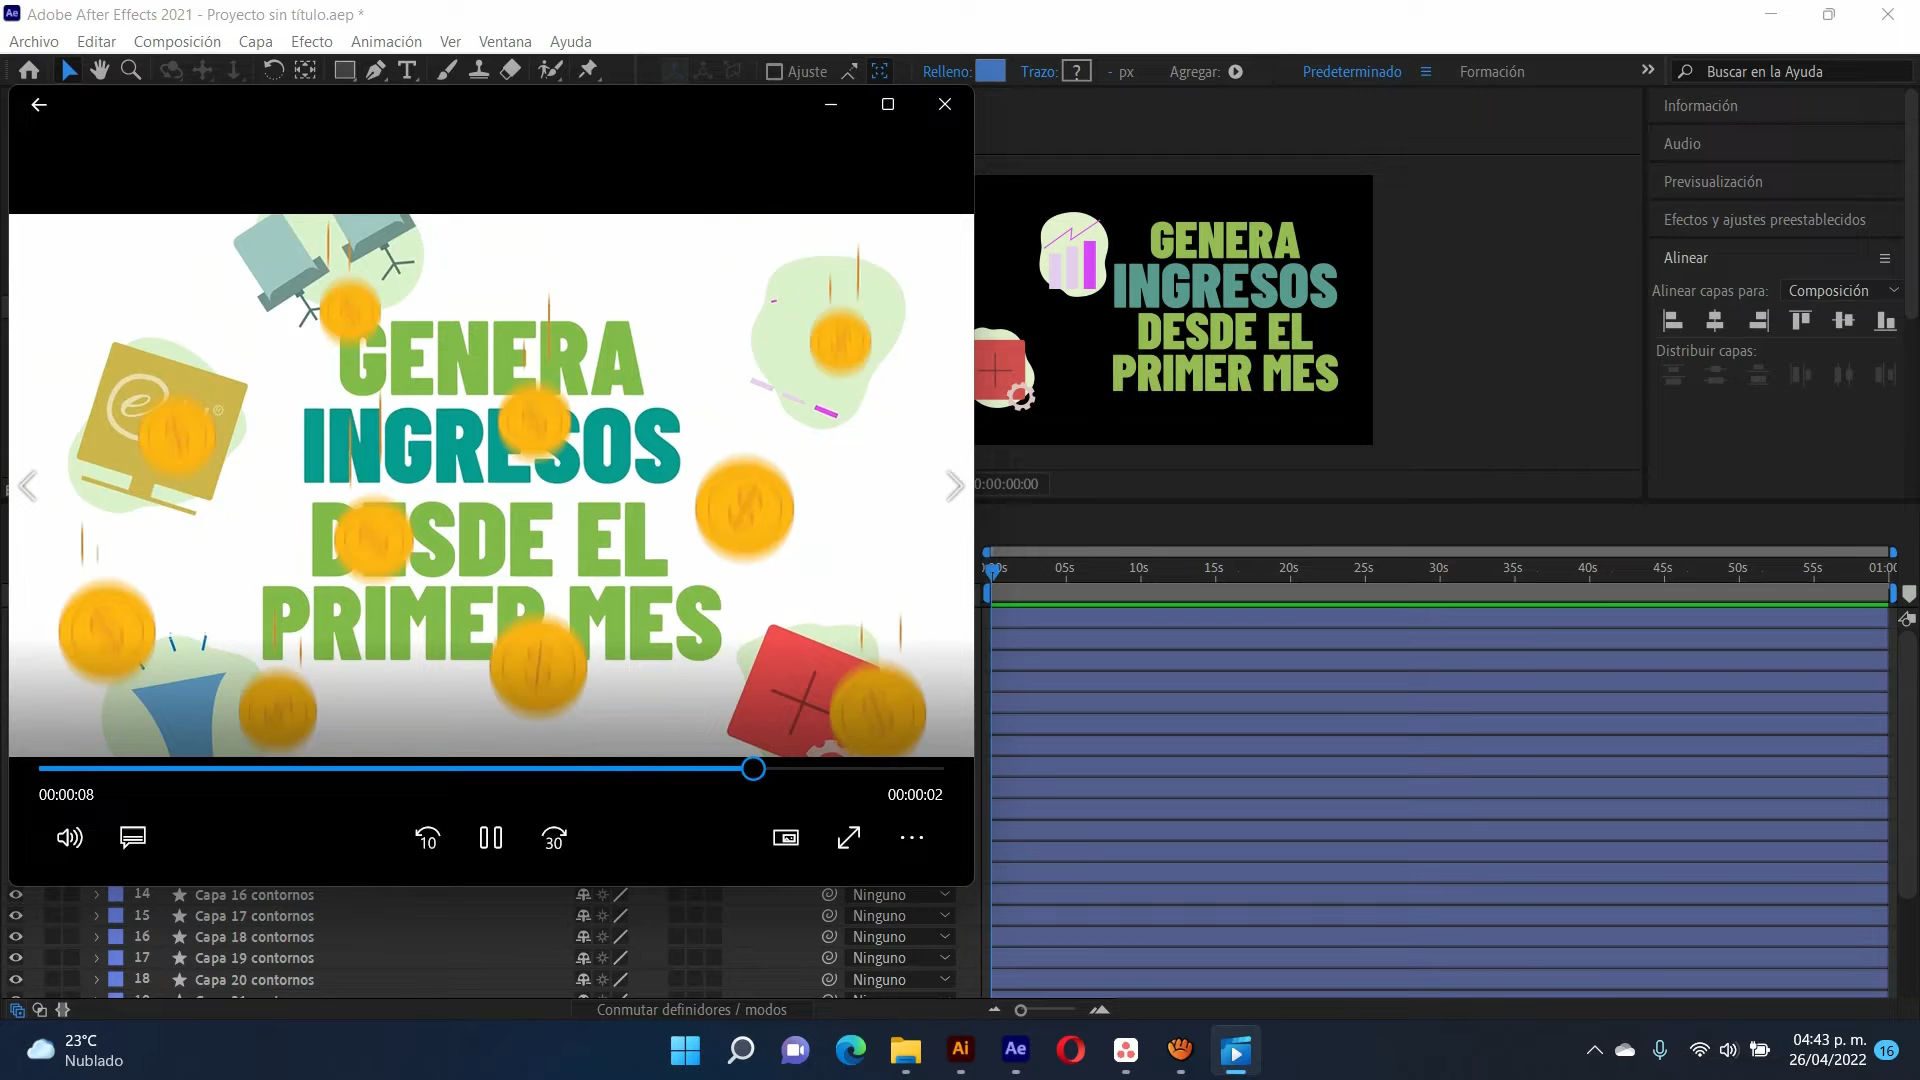 Ae Adobe After Effects 2021 - Proyecto sin título.aep *
Archivo Editar Composición Capa Efecto Animación Ver Ventana Ayuda
Ajuste Relleno: Trazo: ? - px Agregar: Predeterminado Formación Buscar en la Ayuda
Información
Audio
Previsualización
Efectos y ajustes preestablecidos
Alinear
Alinear capas para: Composición
Distribuir capas:
GENERA
INGRESOS
DESDE EL
PRIMER MES
GENERA
INGRESOS
DESDE EL
PRIMER MES
0:00:00:00
05s 10s 15s 20s 25s 30s 35s 40s 45s 50s 55s
00:00:08 00:00:02
10 30
14 Capa 16 contornos Ninguno
15 Capa 17 contornos Ninguno
16 Capa 18 contornos Ninguno
17 Capa 19 contornos Ninguno
18 Capa 20 contornos Ninguno
Conmutar definidores / modos
23°C
Nublado
Ai Ae
04:43 p. m.
26/04/2022
16